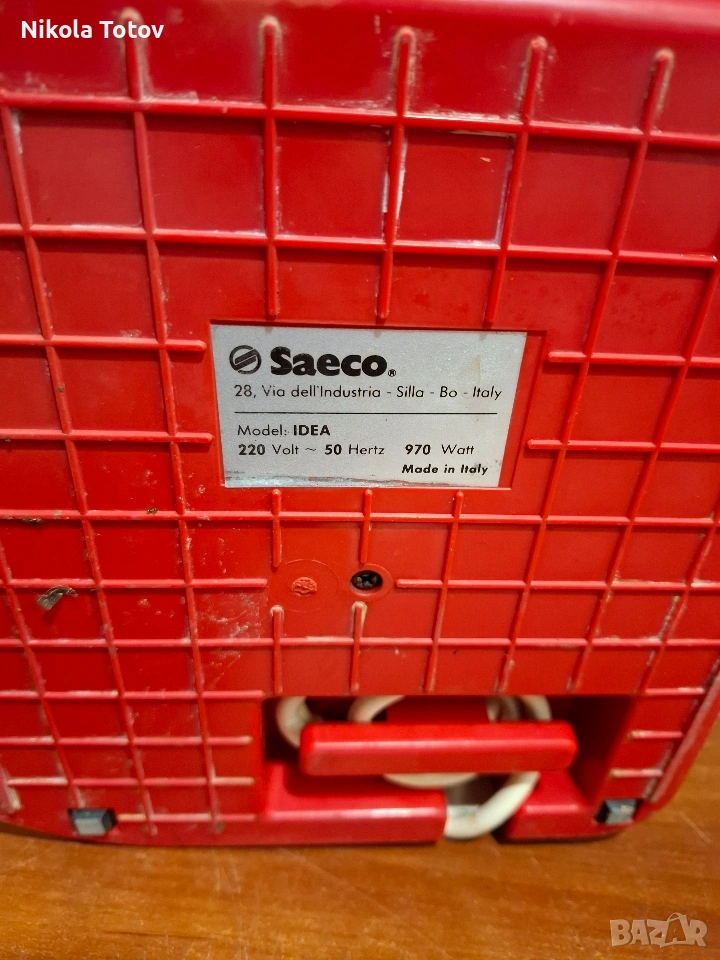 Nikola Totov
Saeco®
28, Via dell'Industria - Silla - Bo - Italy
Model: IDEA
220 Volt ~ 50 Hertz 970 Watt
Made in Italy
BAZAR